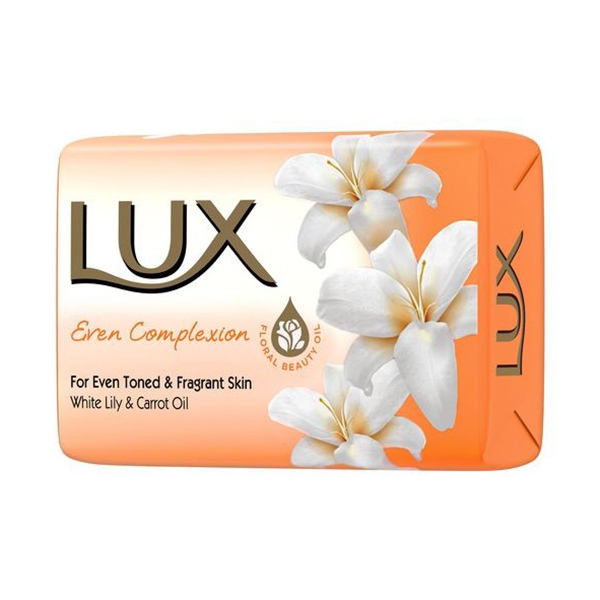 LUX
Even Complexion
FLORAL BEAUTY OIL
For Even Toned & Fragrant Skin
White Lily & Carrot Oil
LUX